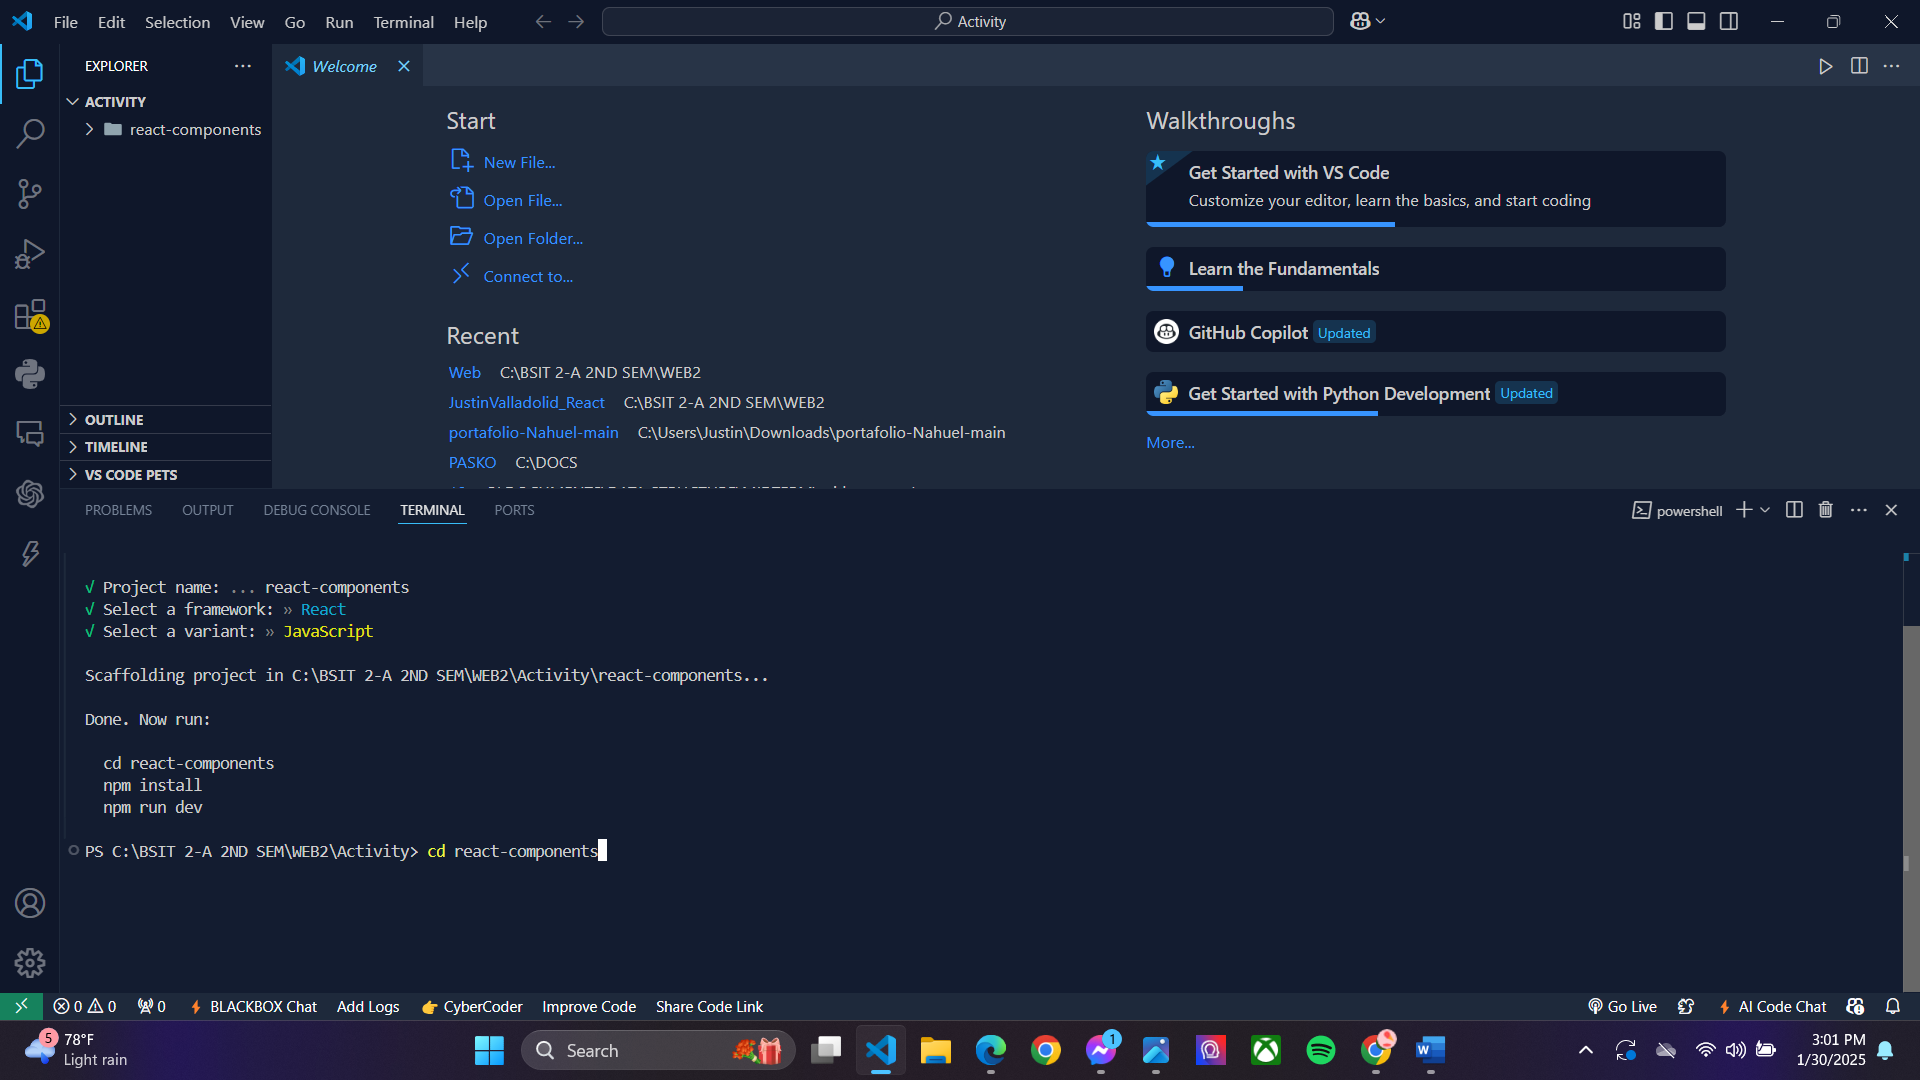 File Edit Selection View Go Run Terminal Help
Activity
EXPLORER
ACTIVITY
react-components
OUTLINE
TIMELINE
VS CODE PETS
Welcome
Start
New File...
Open File...
Open Folder...
Connect to...
Recent
Web C:\BSIT 2-A 2ND SEM\WEB2
JustinValladolid_React C:\BSIT 2-A 2ND SEM\WEB2
portafolio-Nahuel-main C:\Users\Justin\Downloads\portafolio-Nahuel-main
PASKO C:\DOCS
Walkthroughs
Get Started with VS Code
Customize your editor, learn the basics, and start coding
Learn the Fundamentals
GitHub Copilot Updated
Get Started with Python Development Updated
More...
PROBLEMS OUTPUT DEBUG CONSOLE TERMINAL PORTS
powershell
√ Project name: ... react-components
√ Select a framework: » React
√ Select a variant: » JavaScript
Scaffolding project in C:\BSIT 2-A 2ND SEM\WEB2\Activity\react-components...
Done. Now run:
cd react-components
npm install
npm run dev
PS C:\BSIT 2-A 2ND SEM\WEB2\Activity> cd react-components
0 0 0 BLACKBOX Chat Add Logs CyberCoder Improve Code Share Code Link
Go Live AI Code Chat
5
78°F
Light rain
Search
1
3:01 PM
1/30/2025